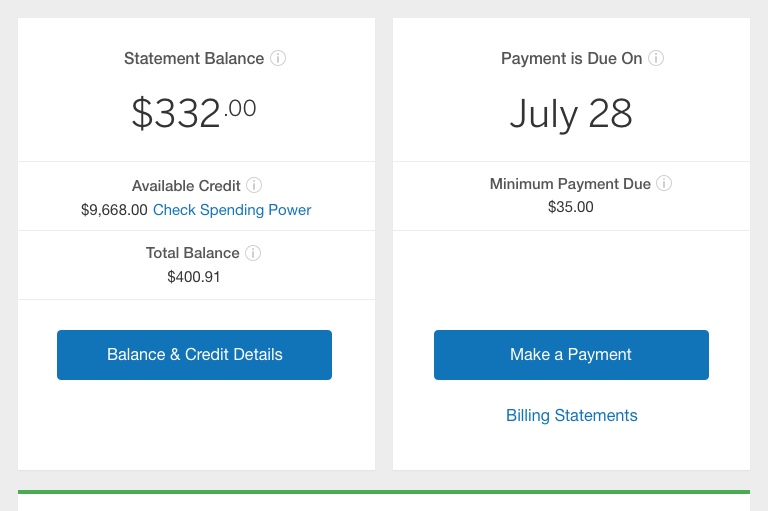 Statement Balance
$332.00
Available Credit
$9,668.00 Check Spending Power
Total Balance
$400.91
Balance & Credit Details
Payment is Due On
July 28
Minimum Payment Due
$35.00
Make a Payment
Billing Statements